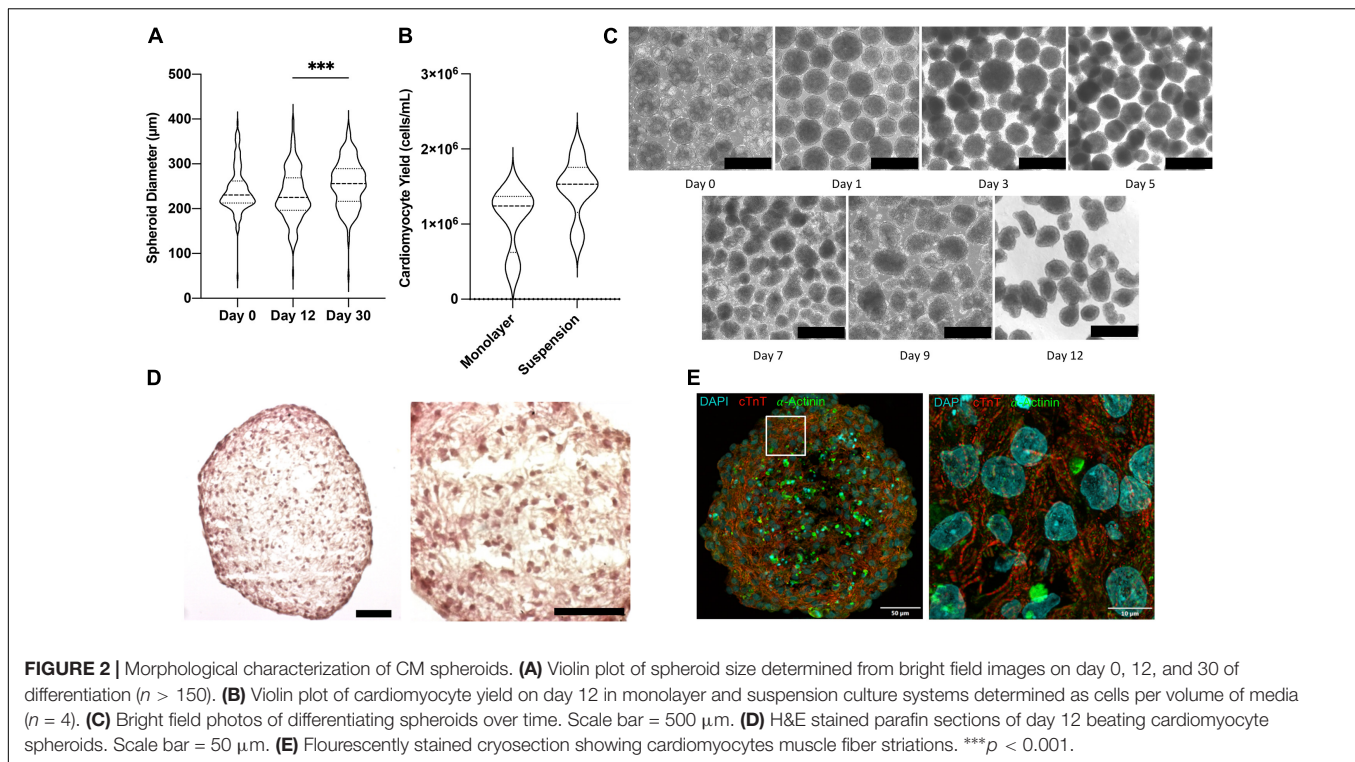 A
500
400
300
200
100
0
Spheroid Diameter (μm)
***
Day 0 Day 12 Day 30
B
3×10⁶
2×10⁶
1×10⁶
0
Cardiomyocyte Yield (cells/mL)
Monolayer
Suspension
C
Day 0 Day 1 Day 3 Day 5
Day 7 Day 9 Day 12
D
E
DAPI cTnT α-Actinin
50 μm
DAPI cTnT α-Actinin
10 μm
FIGURE 2 | Morphological characterization of CM spheroids. (A) Violin plot of spheroid size determined from bright field images on day 0, 12, and 30 of
differentiation (n > 150). (B) Violin plot of cardiomyocyte yield on day 12 in monolayer and suspension culture systems determined as cells per volume of media
(n = 4). (C) Bright field photos of differentiating spheroids over time. Scale bar = 500 μm. (D) H&E stained parafin sections of day 12 beating cardiomyocyte
spheroids. Scale bar = 50 μm. (E) Flourescently stained cryosection showing cardiomyocytes muscle fiber striations. ***p < 0.001.